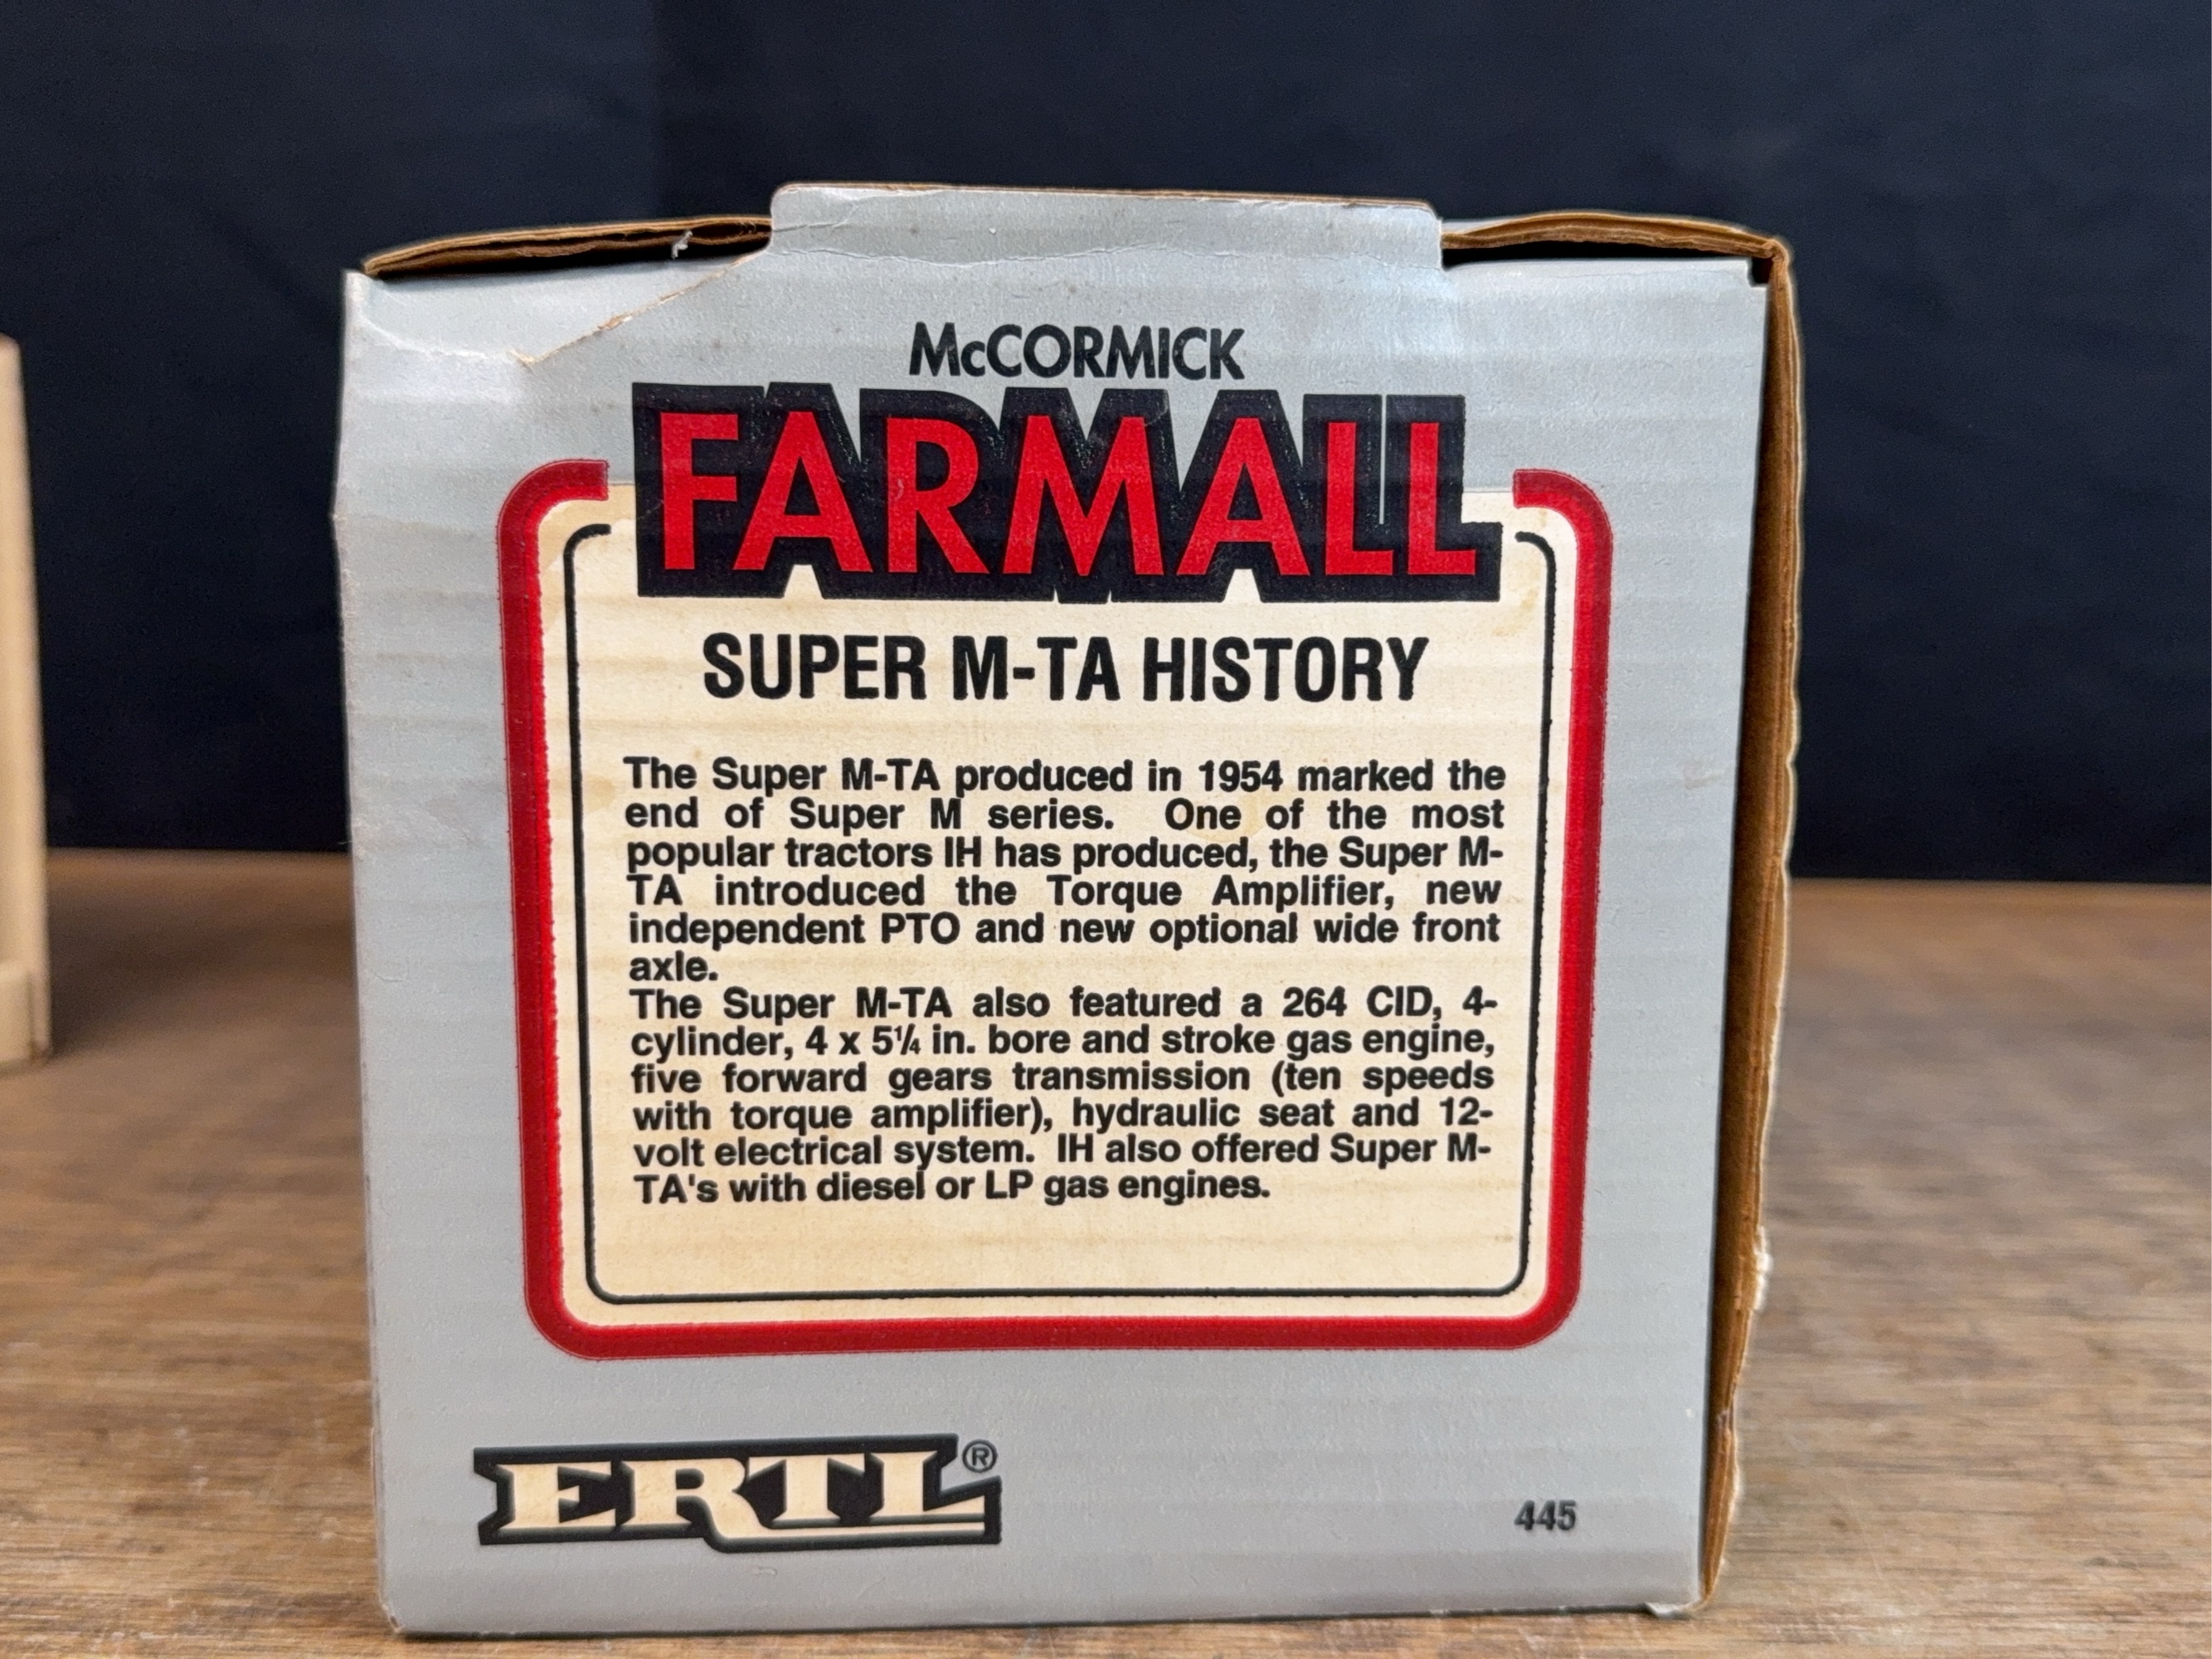 McCORMICK
FARMALL
SUPER M-TA HISTORY
The Super M-TA produced in 1954 marked the
end of Super M series. One of the most
popular tractors IH has produced, the Super M-
TA introduced the Torque Amplifier, new
independent PTO and new optional wide front
axle.
The Super M-TA also featured a 264 CID, 4-
cylinder, 4 x 5¼ in. bore and stroke gas engine,
five forward gears transmission (ten speeds
with torque amplifier), hydraulic seat and 12-
volt electrical system. IH also offered Super M-
TA's with diesel or LP gas engines.
ERTL®
445